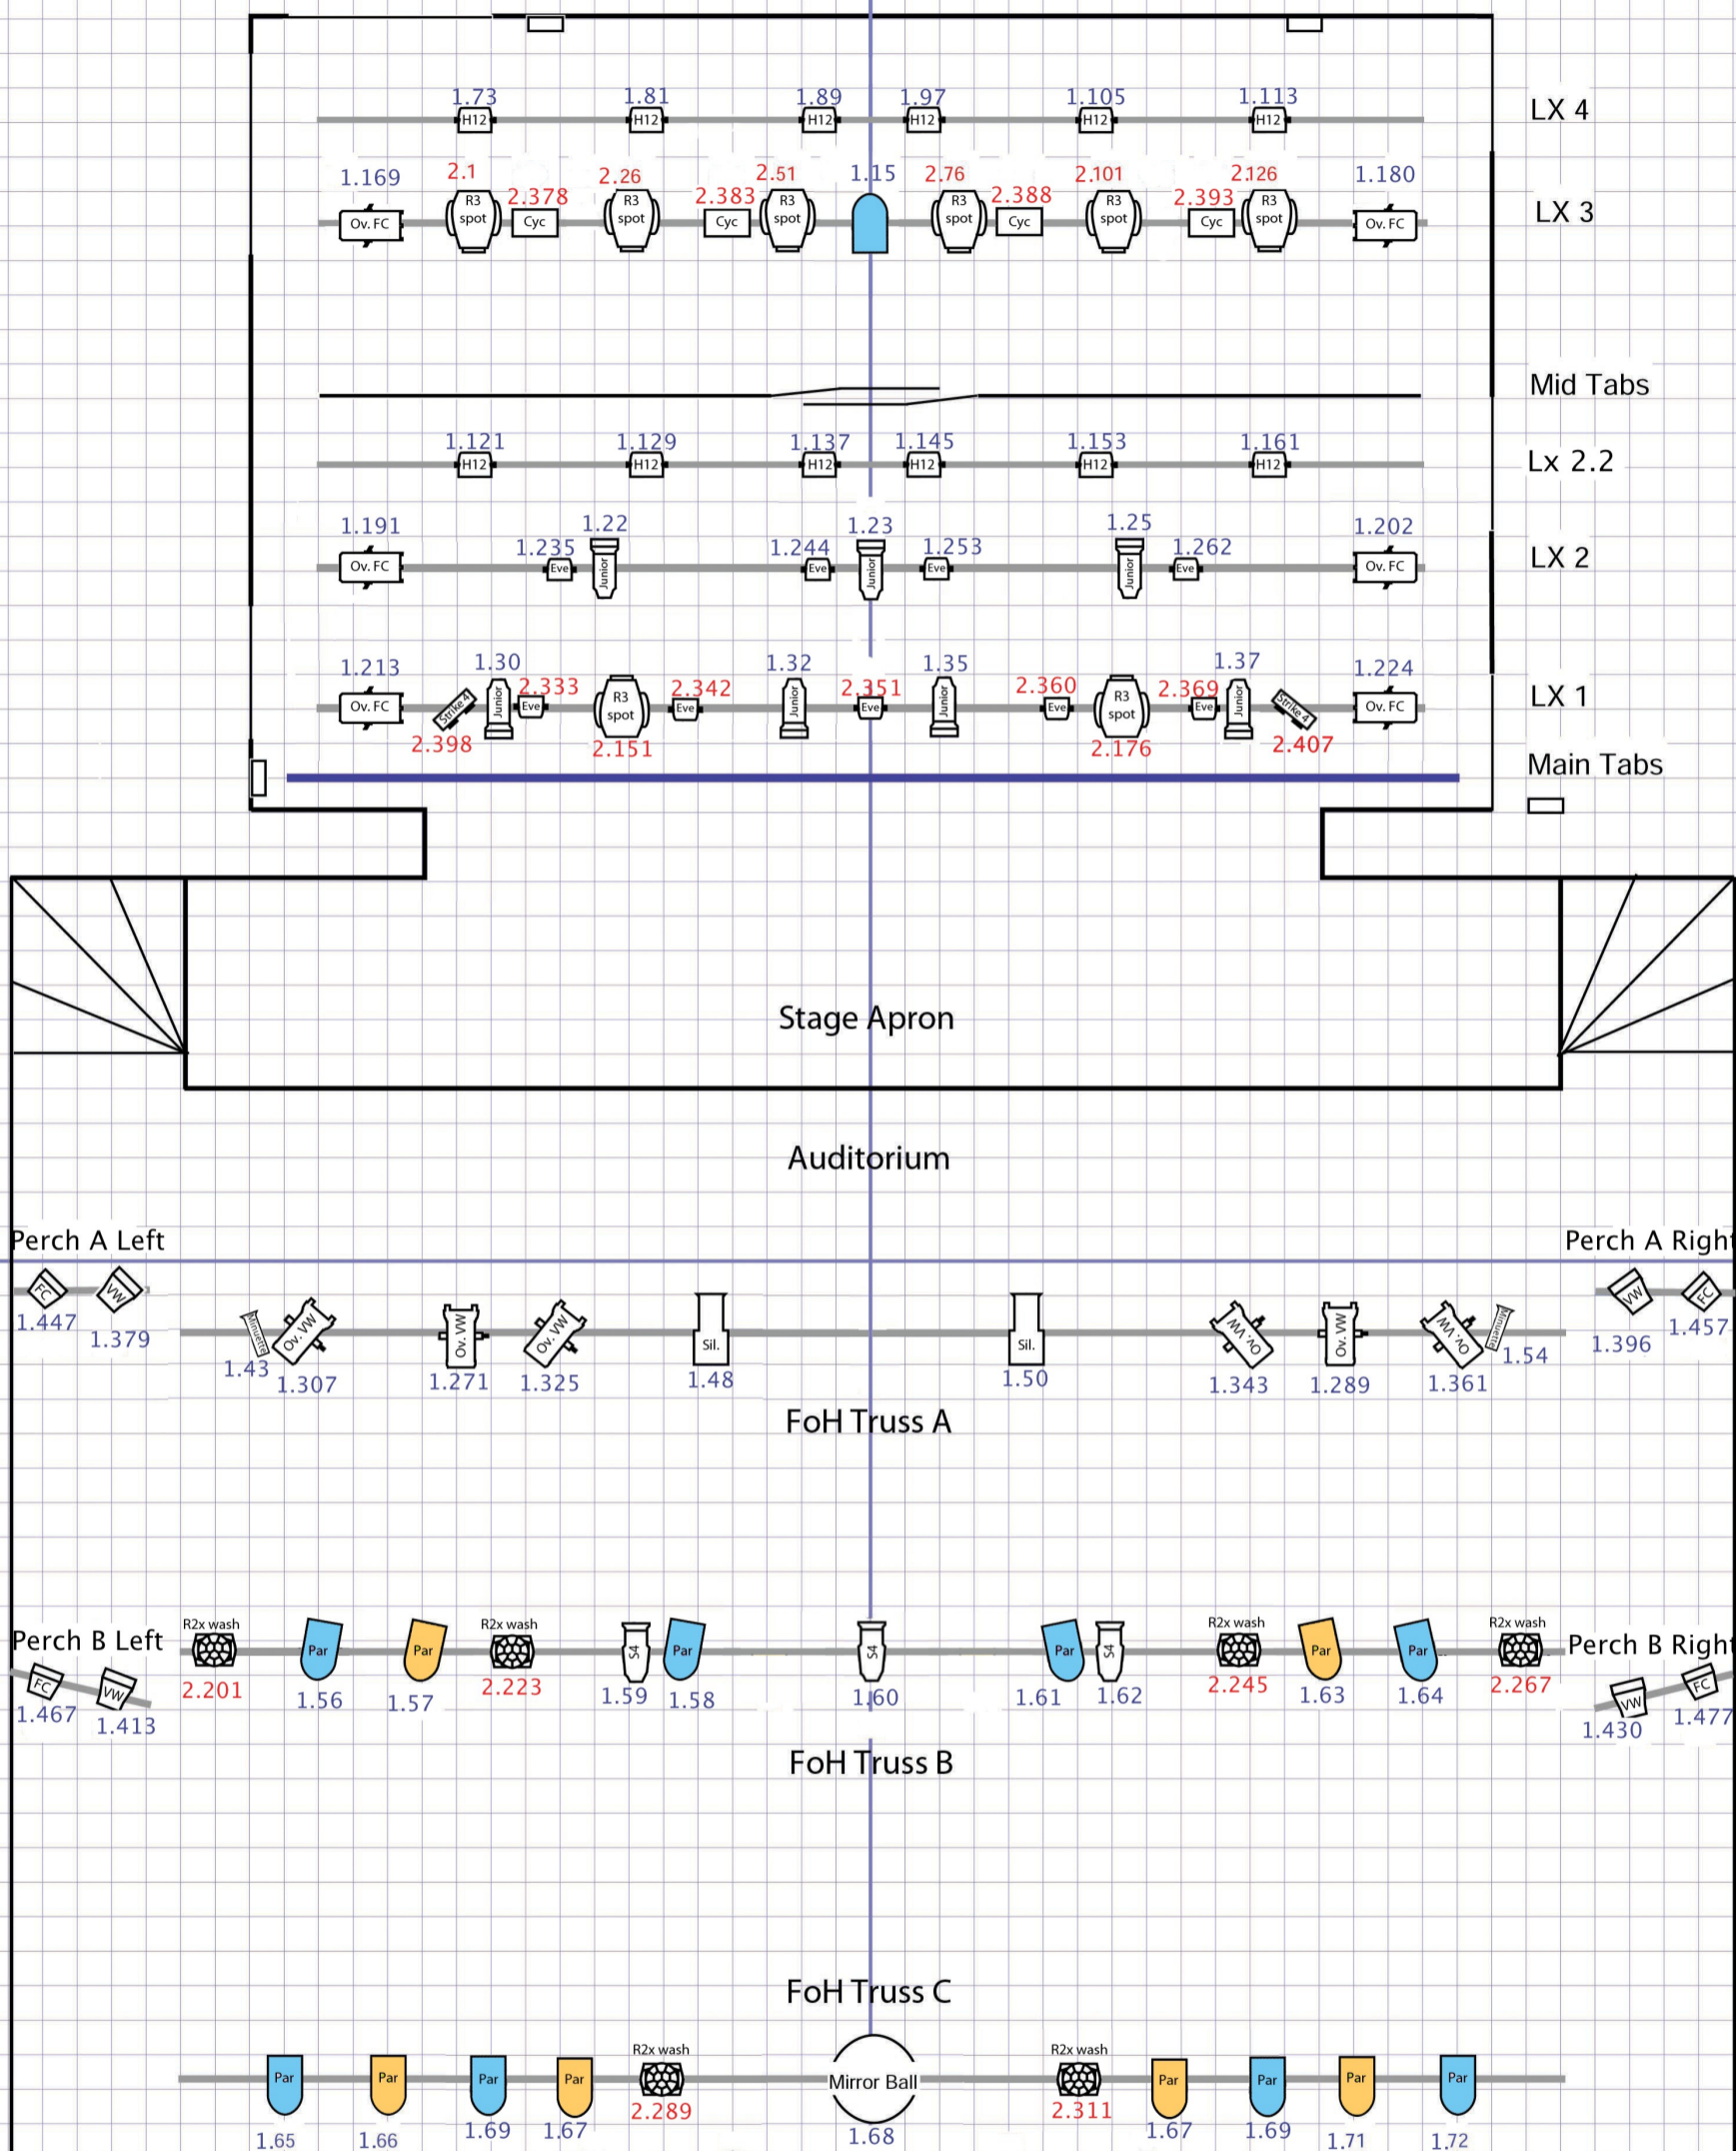 1.73 1.81 1.89 1.97 1.105 1.113
LX 4
H12 H12 H12 H12 H12 H12
1.169 2.1 2.378 2.26 2.383 2.51 1.15 2.76 2.388 2.101 2.393 2.126 1.180
LX 3
Ov. FC R3 spot Cyc R3 spot Cyc R3 spot R3 spot Cyc R3 spot Cyc R3 spot Ov. FC
Mid Tabs
1.121 1.129 1.137 1.145 1.153 1.161
Lx 2.2
H12 H12 H12 H12 H12 H12
1.191 1.235 1.22 1.244 1.23 1.253 1.25 1.262 1.202
LX 2
Ov. FC Eve Junior Eve Junior Eve Junior Eve Ov. FC
1.213 1.30 2.333 2.342 1.32 2.351 1.35 2.360 2.369 1.37 1.224
LX 1
Ov. FC Strike 4 Junior Eve R3 spot Eve Junior Eve Junior Eve R3 spot Eve Junior Strike 4 Ov. FC
2.398 2.151 2.176 2.407
Main Tabs
Stage Apron
Auditorium
Perch A Left Perch A Right
FC VW Minuette Ov. VW Ov. VW Ov. VW Sil. Sil. Ov. VW Ov. VW Ov. VW Minuette VW FC
1.447 1.379 1.43 1.307 1.271 1.325 1.48 1.50 1.343 1.289 1.361 1.54 1.396 1.457
FoH Truss A
R2x wash R2x wash R2x wash R2x wash
Perch B Left Par Par S4 Par S4 Par S4 Par Par Perch B Right
FC VW VW FC
2.201 1.56 1.57 2.223 1.59 1.58 1.60 1.61 1.62 2.245 1.63 1.64 2.267
1.467 1.413 1.430 1.477
FoH Truss B
FoH Truss C
R2x wash R2x wash
Par Par Par Par Mirror Ball Par Par Par Par
2.289 2.311
1.65 1.66 1.69 1.67 1.68 1.67 1.69 1.71 1.72